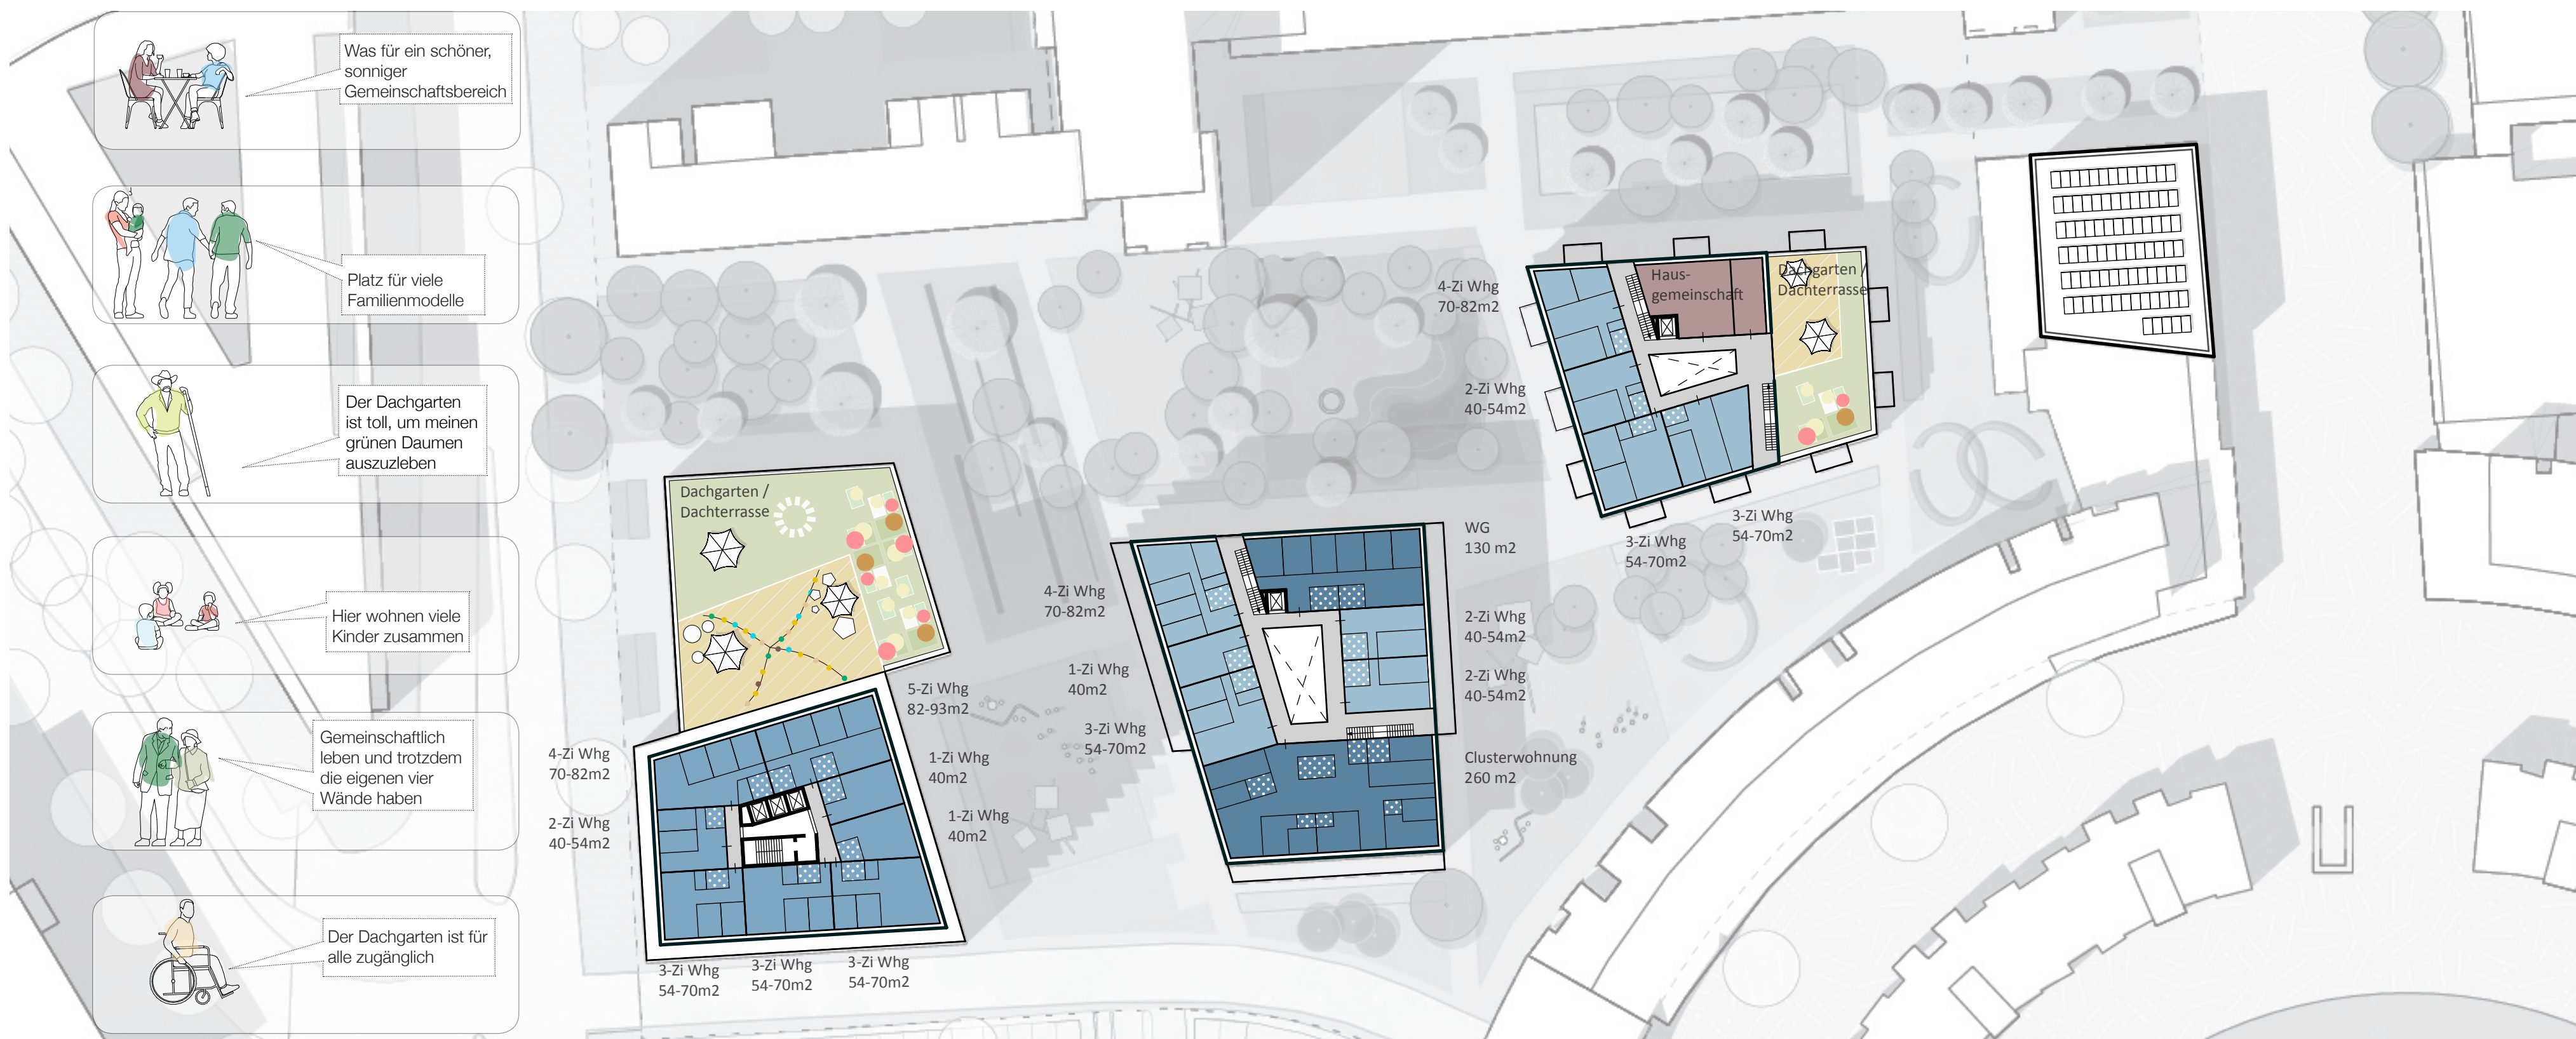 Was für ein schöner,
sonniger
Gemeinschaftsbereich
Platz für viele
Familienmodelle
Der Dachgarten
ist toll, um meinen
grünen Daumen
auszuleben
Hier wohnen viele
Kinder zusammen
Gemeinschaftlich
leben und trotzdem
die eigenen vier
Wände haben
Der Dachgarten ist für
alle zugänglich
Dachgarten /
Dachterrasse
5-Zi Whg
82-93m2
4-Zi Whg
70-82m2
1-Zi Whg
40m2
2-Zi Whg
40-54m2
1-Zi Whg
40m2
3-Zi Whg
54-70m2
3-Zi Whg
54-70m2
3-Zi Whg
54-70m2
WG
130 m2
4-Zi Whg
70-82m2
2-Zi Whg
40-54m2
1-Zi Whg
40m2
2-Zi Whg
40-54m2
3-Zi Whg
54-70m2
Clusterwohnung
260 m2
Haus-
gemeinschaft
Dachgarten /
Dachterrasse
4-Zi Whg
70-82m2
2-Zi Whg
40-54m2
3-Zi Whg
54-70m2
3-Zi Whg
54-70m2